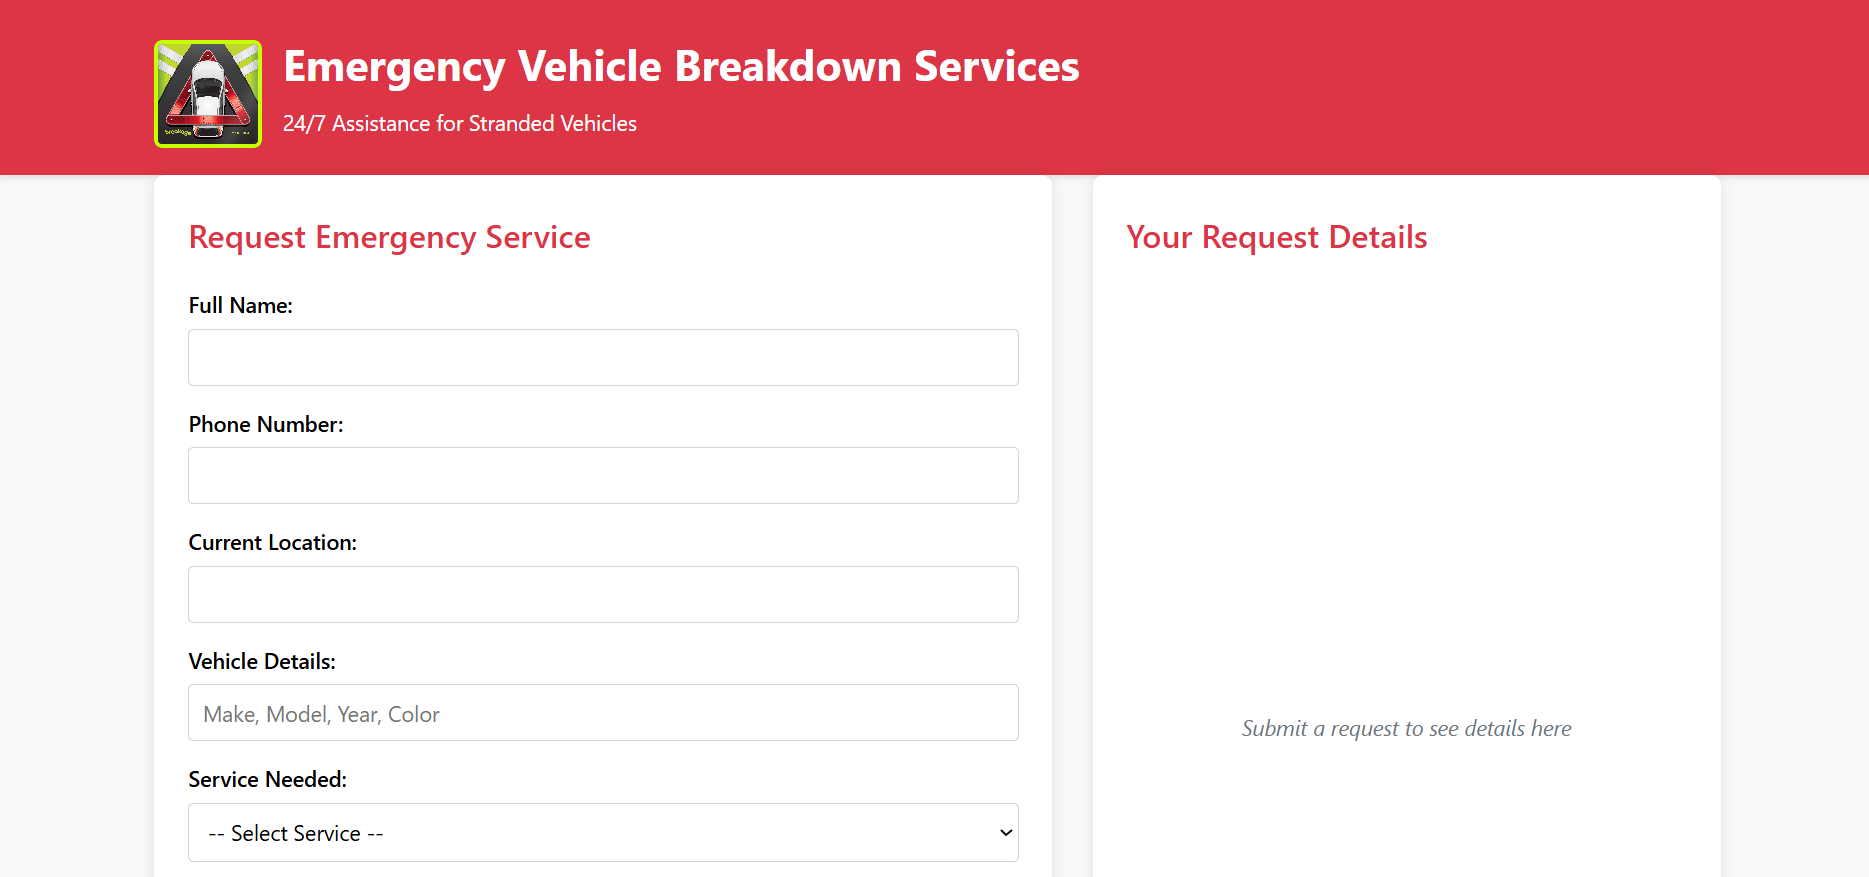 Emergency Vehicle Breakdown Services
24/7 Assistance for Stranded Vehicles
Request Emergency Service
Full Name:
Phone Number:
Current Location:
Vehicle Details:
Make, Model, Year, Color
Service Needed:
-- Select Service --
Your Request Details
Submit a request to see details here